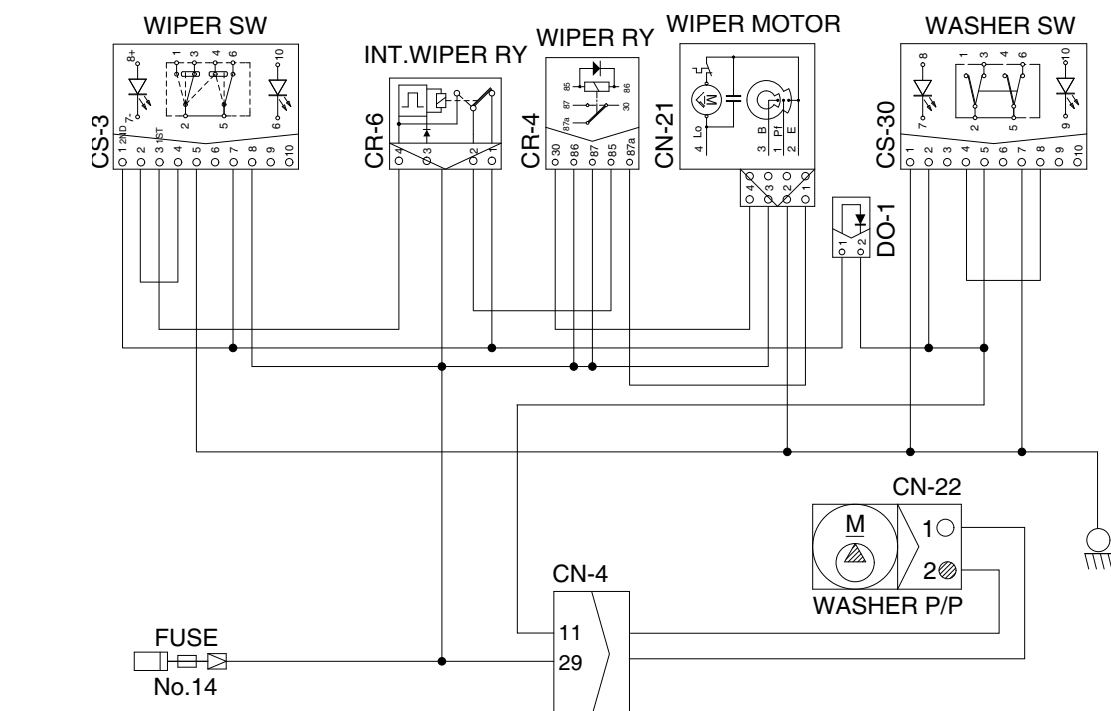 WIPER SW
INT.WIPER RY
WIPER RY
WIPER MOTOR
WASHER SW
CS-3
8+
1 3 4 6
10
7-
2 5
6
2ND
1ST
1 2 3 4 5 6 7 8 9 10
CR-6
4 3 2 1
CR-4
85 86
87 30
87a
30 86 87 85 87a
CN-21
M
Lo
B Pf E
4 3 1 2
4 3 2 1
DO-1
1 2
CS-30
8
1 3 4 6
10
7
2 5
9
1 2 3 4 5 6 7 8 9 10
CN-22
M
1
2
WASHER P/P
CN-4
11
29
FUSE
No.14